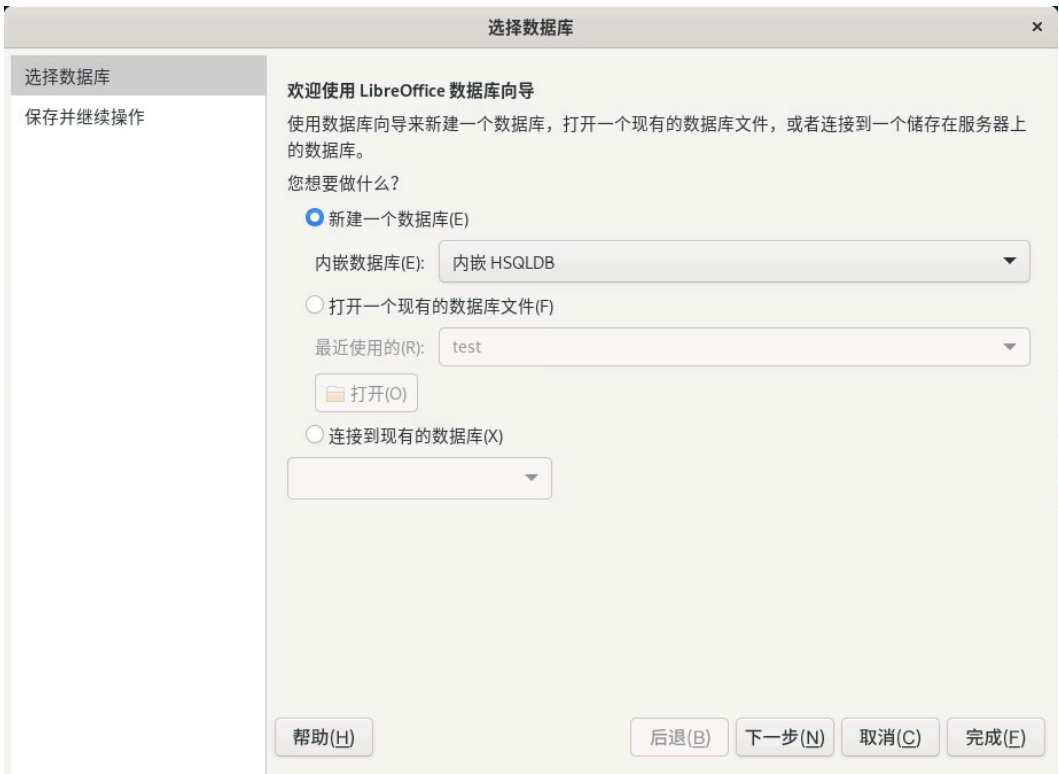 选择数据库
×
选择数据库
保存并继续操作
欢迎使用 LibreOffice 数据库向导
使用数据库向导来新建一个数据库，打开一个现有的数据库文件，或者连接到一个储存在服务器上
的数据库。
您想要做什么？
新建一个数据库(E)
内嵌数据库(E): 内嵌 HSQLDB
打开一个现有的数据库文件(F)
最近使用的(R): test
打开(O)
连接到现有的数据库(X)
帮助(H) 后退(B) 下一步(N) 取消(C) 完成(F)